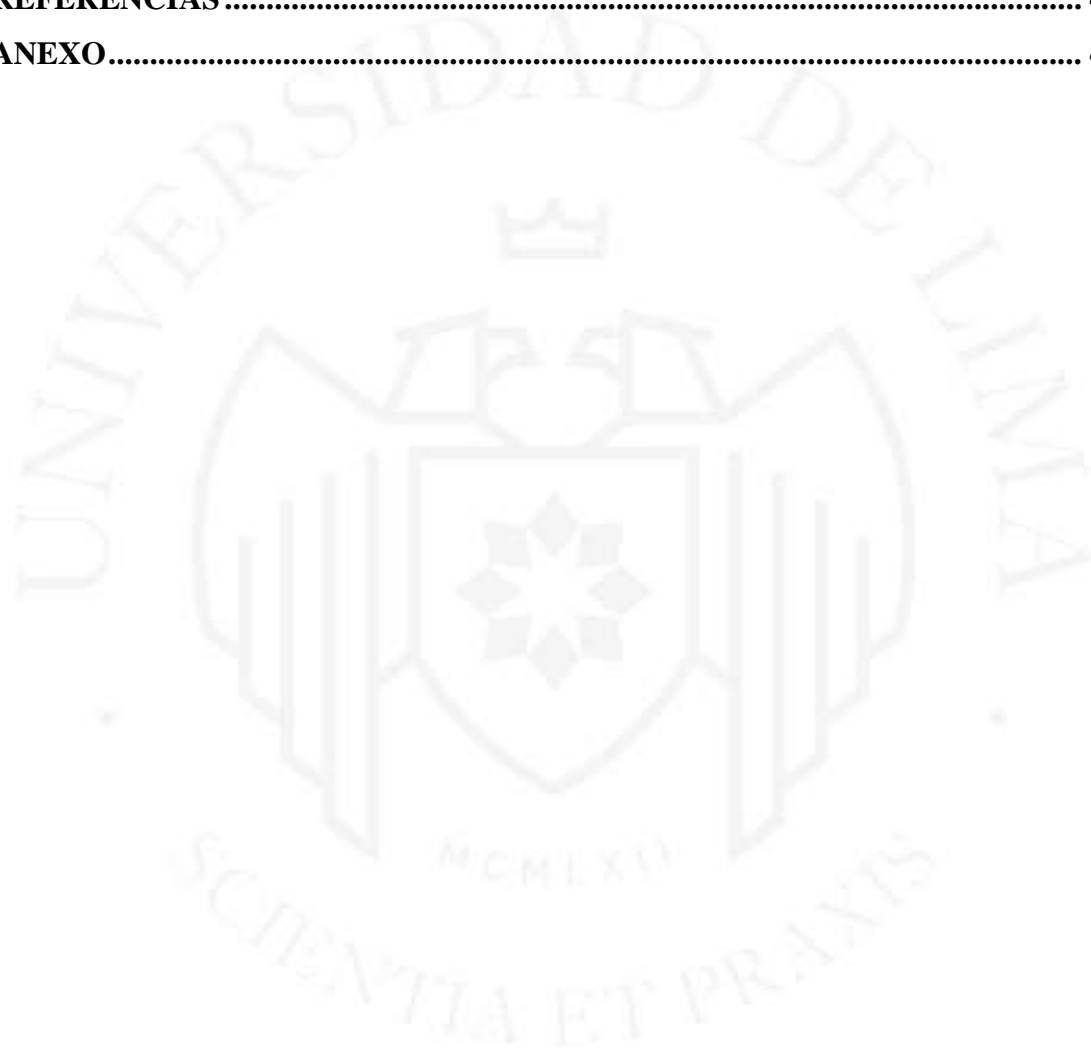 REFERENCIAS
ANEXO
UNIVERSIDAD DE LIMA
MCMLXII
SCIENTIA ET PRAXIS